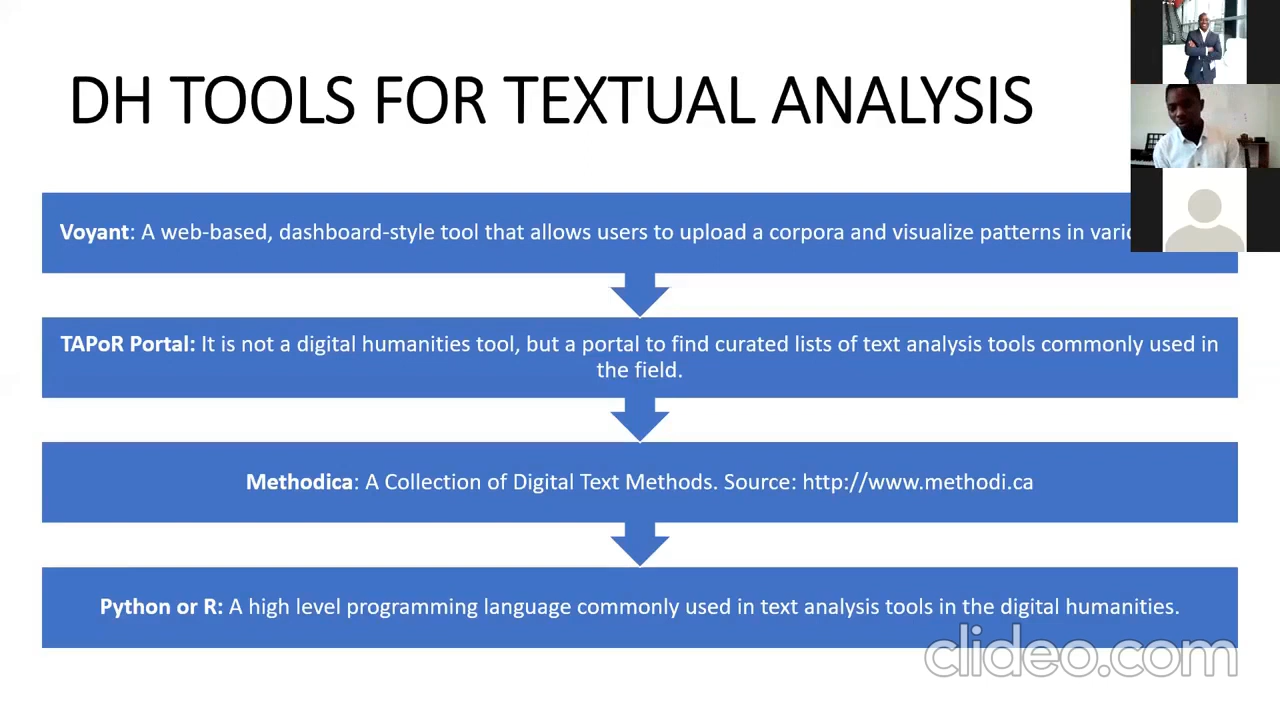 DH TOOLS FOR TEXTUAL ANALYSIS
Voyant: A web-based, dashboard-style tool that allows users to upload a corpora and visualize patterns in
TAPoR Portal: It is not a digital humanities tool, but a portal to find curated lists of text analysis tools commonly used in
the field.
Methodica: A Collection of Digital Text Methods. Source: http://www.methodi.ca
Python or R: A high level programming language commonly used in text analysis tools in the digital humanities.
clideo.com